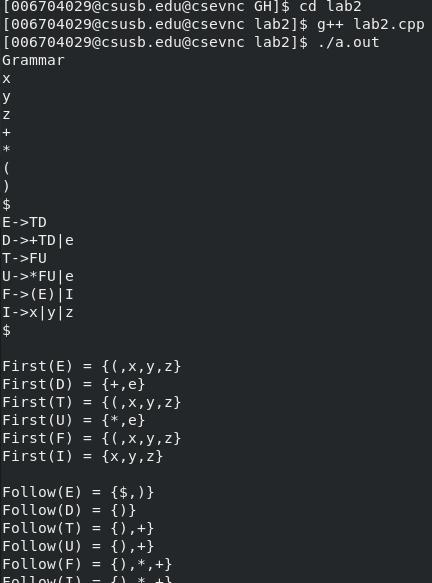 [006704029@csusb.edu@csevnc GH]$ cd lab2
[006704029@csusb.edu@csevnc lab2]$ g++ lab2.cpp
[006704029@csusb.edu@csevnc lab2]$ ./a.out
Grammar
x
y
z
+
*
(
)
$
E->TD
D->+TD|e
T->FU
U->*FU|e
F->(E)|I
I->x|y|z
$

First(E) = {(,x,y,z}
First(D) = {+,e}
First(T) = {(,x,y,z}
First(U) = {*,e}
First(F) = {(,x,y,z}
First(I) = {x,y,z}

Follow(E) = {$,)}
Follow(D) = {)}
Follow(T) = {),+}
Follow(U) = {),+}
Follow(F) = {),*,+}
Follow(I) = {),*,+}